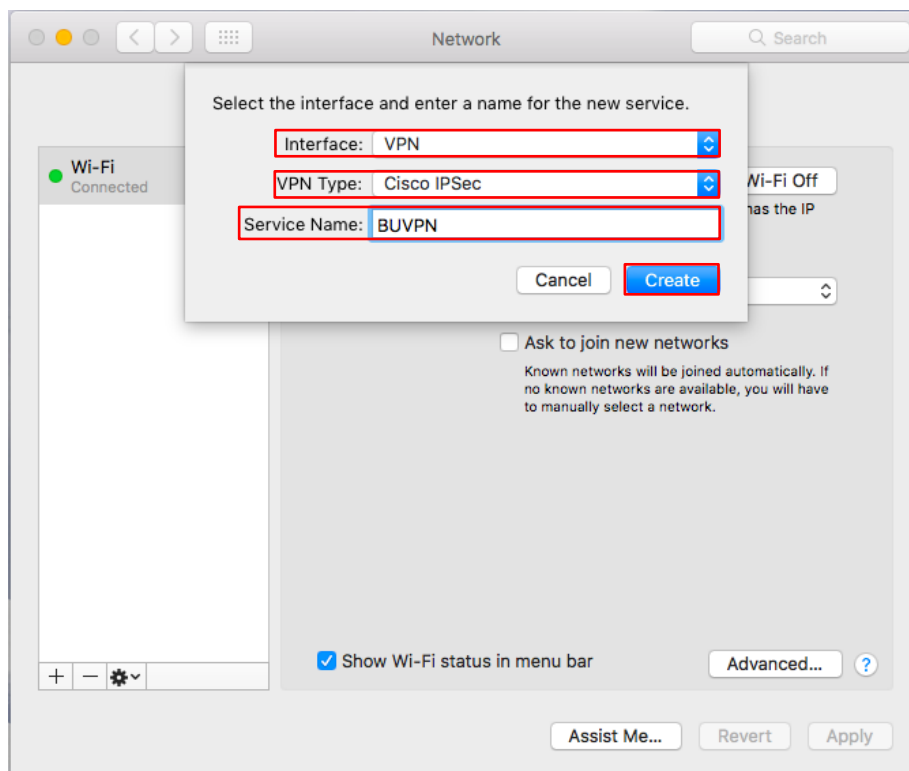 Network
Search
Select the interface and enter a name for the new service.
Interface: VPN
VPN Type: Cisco IPSec
Service Name: BUVPN
Cancel Create
Wi-Fi
Connected
Wi-Fi Off
has the IP
Ask to join new networks
Known networks will be joined automatically. If
no known networks are available, you will have
to manually select a network.
Show Wi-Fi status in menu bar
Advanced... ?
+ −
Assist Me... Revert Apply